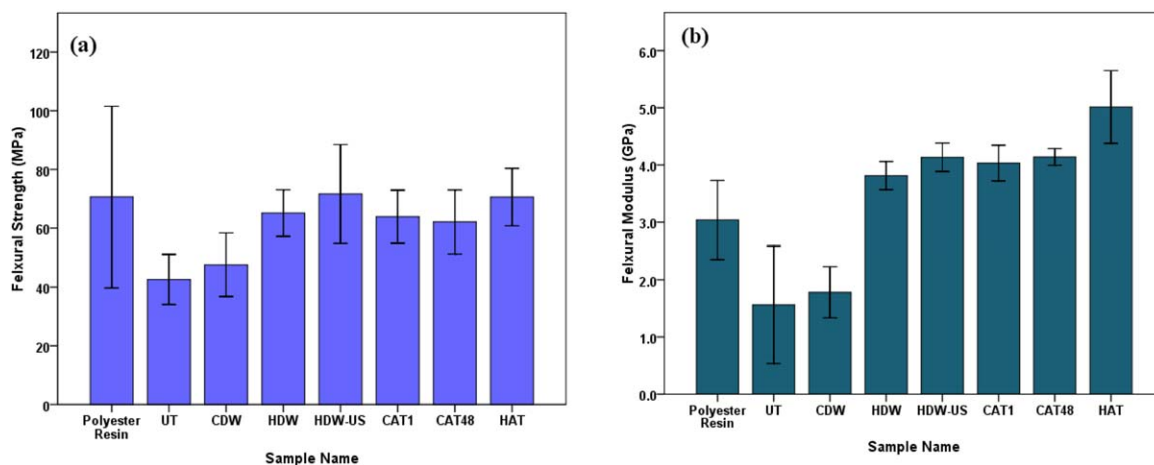 (a)
Felxural Strength (MPa)
120
100
80
60
40
20
0
Polyester
Resin
UT
CDW
HDW
HDW-US
CAT1
CAT48
HAT
Sample Name
(b)
Felxural Modulus (GPa)
6.0
5.0
4.0
3.0
2.0
1.0
0.0
Polyester
Resin
UT
CDW
HDW
HDW-US
CAT1
CAT48
HAT
Sample Name